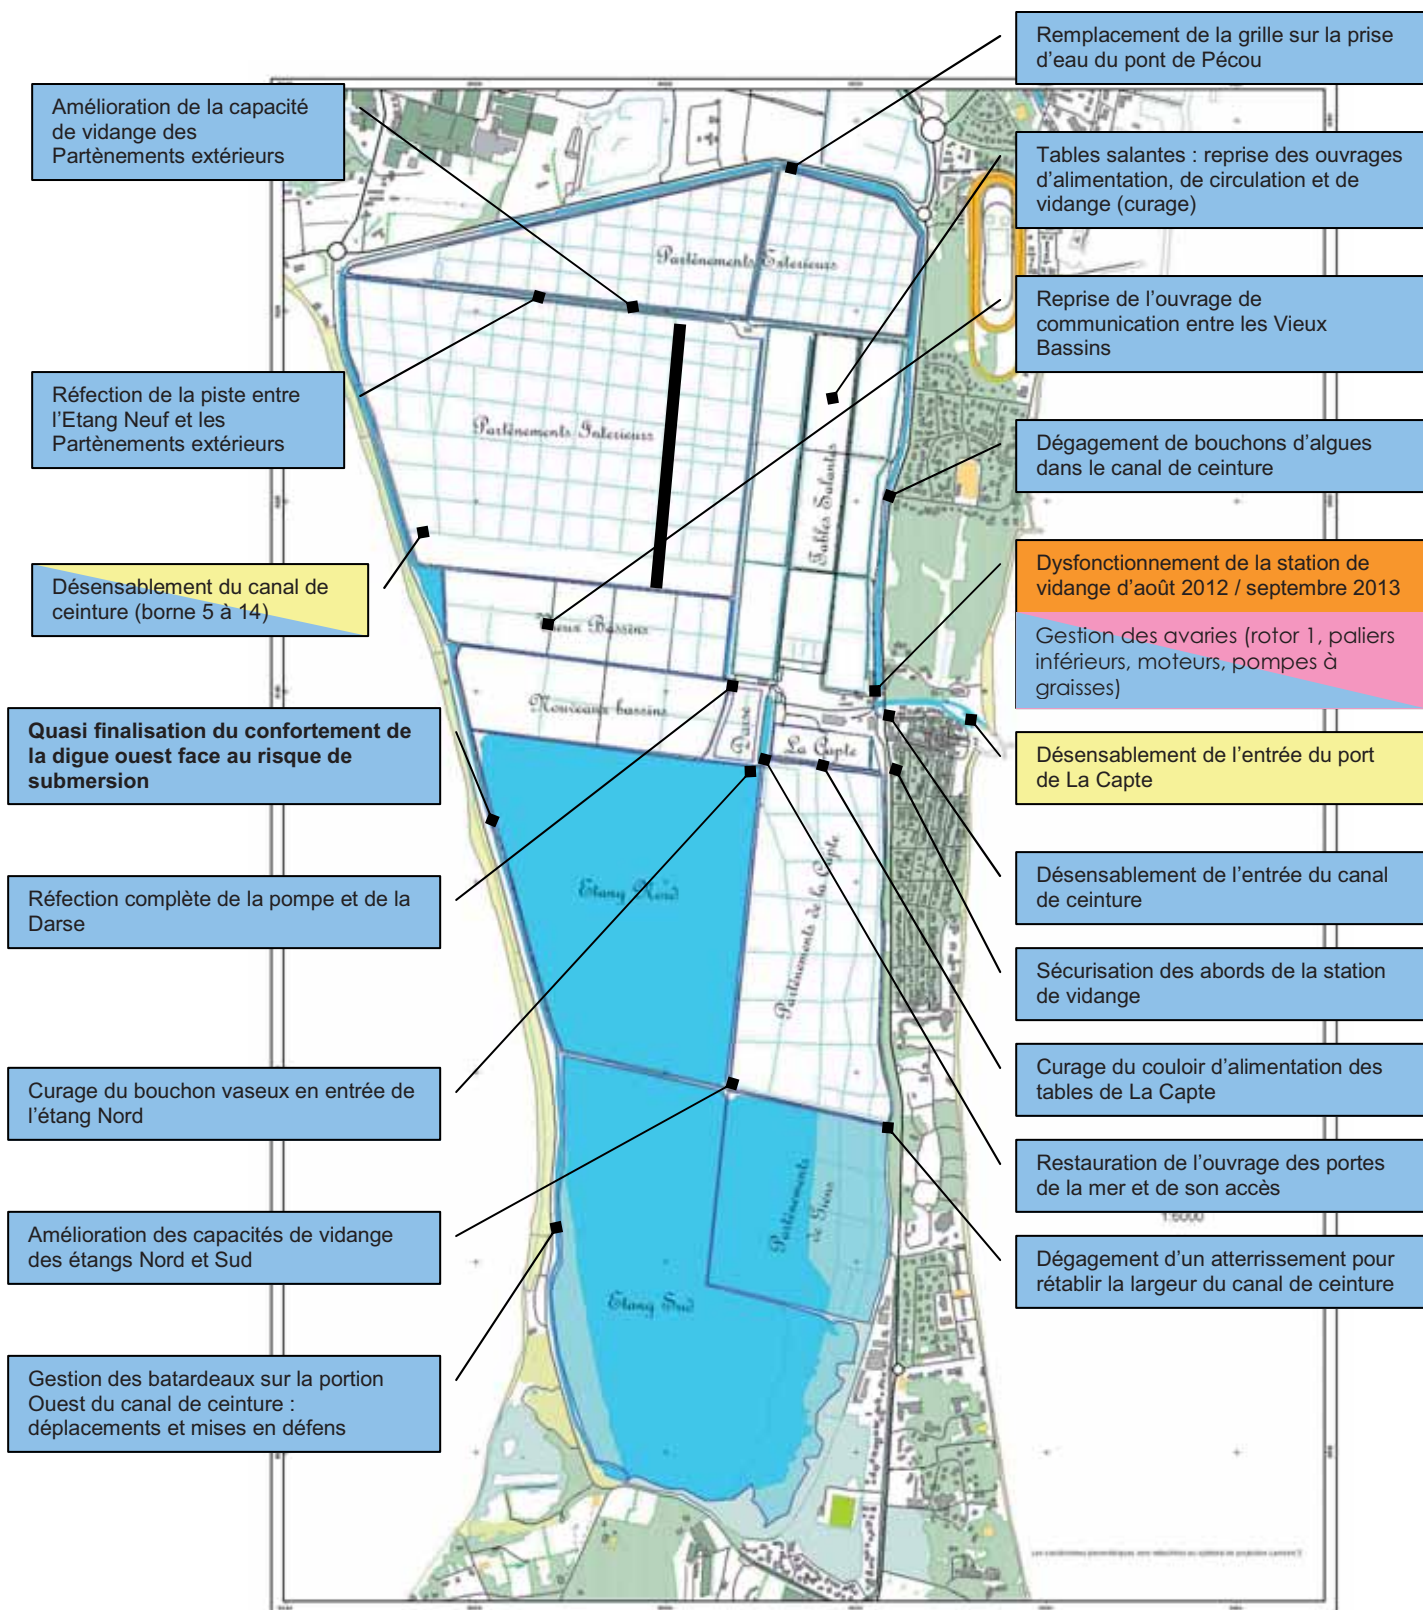 Remplacement de la grille sur la prise
d’eau du pont de Pécou
Amélioration de la capacité
de vidange des
Partènements extérieurs
Tables salantes : reprise des ouvrages
d’alimentation, de circulation et de
vidange (curage)
Partènements Exterieurs
Reprise de l’ouvrage de
communication entre les Vieux
Bassins
Réfection de la piste entre
l’Etang Neuf et les
Partènements extérieurs
Partènements Interieurs
Tables Salantes
Dégagement de bouchons d’algues
dans le canal de ceinture
Désensablement du canal de
ceinture (borne 5 à 14)
Dysfonctionnement de la station de
vidange d’août 2012 / septembre 2013
Gestion des avaries (rotor 1, paliers
inférieurs, moteurs, pompes à
graisses)
Vieux Bassins
Nouveaux bassins
Darse
La Capte
Quasi finalisation du confortement de
la digue ouest face au risque de
submersion
Désensablement de l’entrée du port
de La Capte
Réfection complète de la pompe et de la
Darse
Etang Nord
Partènements de la Capte
Désensablement de l’entrée du canal
de ceinture
Sécurisation des abords de la station
de vidange
Curage du bouchon vaseux en entrée de
l’étang Nord
Curage du couloir d’alimentation des
tables de La Capte
Restauration de l’ouvrage des portes
de la mer et de son accès
Partènements
de Giens
1:6000
Amélioration des capacités de vidange
des étangs Nord et Sud
Dégagement d’un atterrissement pour
rétablir la largeur du canal de ceinture
Etang Sud
Gestion des batardeaux sur la portion
Ouest du canal de ceinture :
déplacements et mises en défens